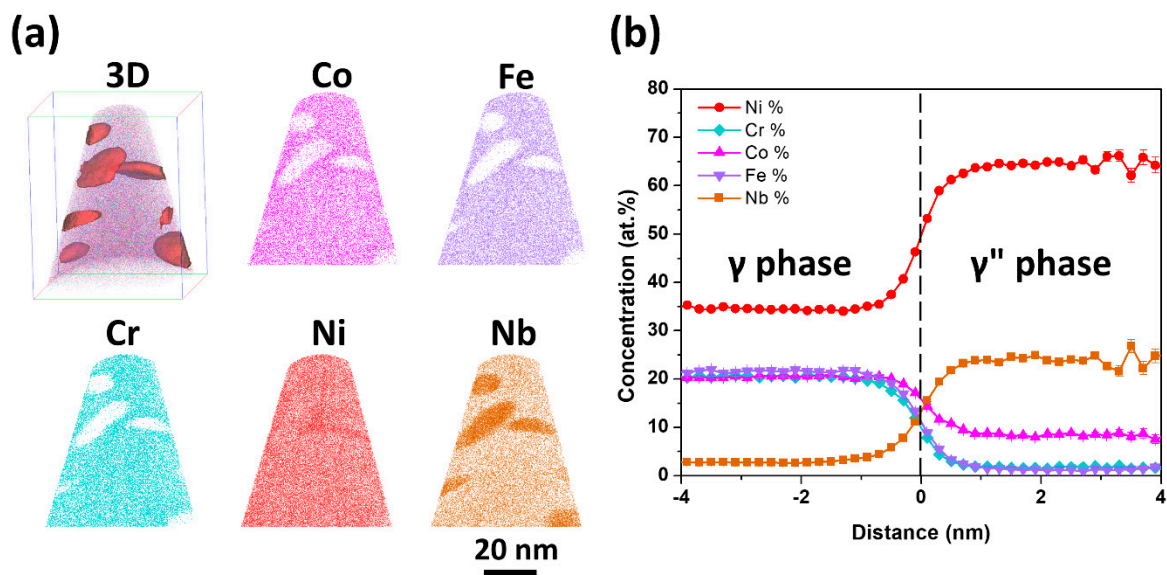 (a)
3D
Co
Fe
Cr
Ni
Nb
20 nm
(b)
Concentration (at.%)
80
70
60
50
40
30
20
10
0
Ni %
Cr %
Co %
Fe %
Nb %
γ phase
γ" phase
-4
-2
0
2
4
Distance (nm)